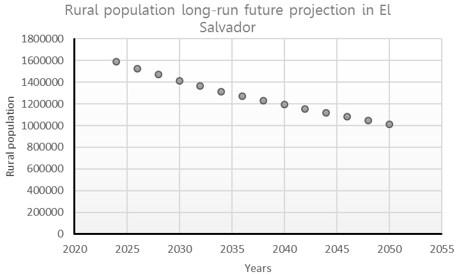 Rural population long-run future projection in El
Salvador
1800000
1600000
1400000
1200000
1000000
800000
600000
400000
200000
0
Rural population
2020 2025 2030 2035 2040 2045 2050 2055
Years